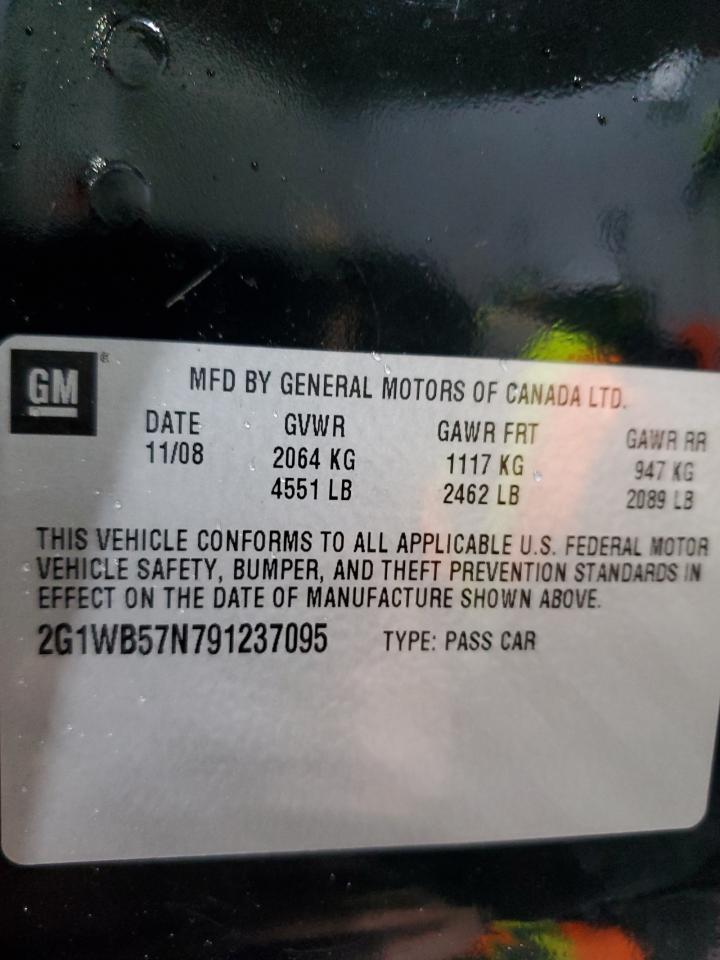 GM®
MFD BY GENERAL MOTORS OF CANADA LTD.
DATE GVWR GAWR FRT GAWR RR
11/08 2064 KG 1117 KG 947 KG
4551 LB 2462 LB 2089 LB
THIS VEHICLE CONFORMS TO ALL APPLICABLE U.S. FEDERAL MOTOR
VEHICLE SAFETY, BUMPER, AND THEFT PREVENTION STANDARDS IN
EFFECT ON THE DATE OF MANUFACTURE SHOWN ABOVE.
2G1WB57N791237095 TYPE: PASS CAR